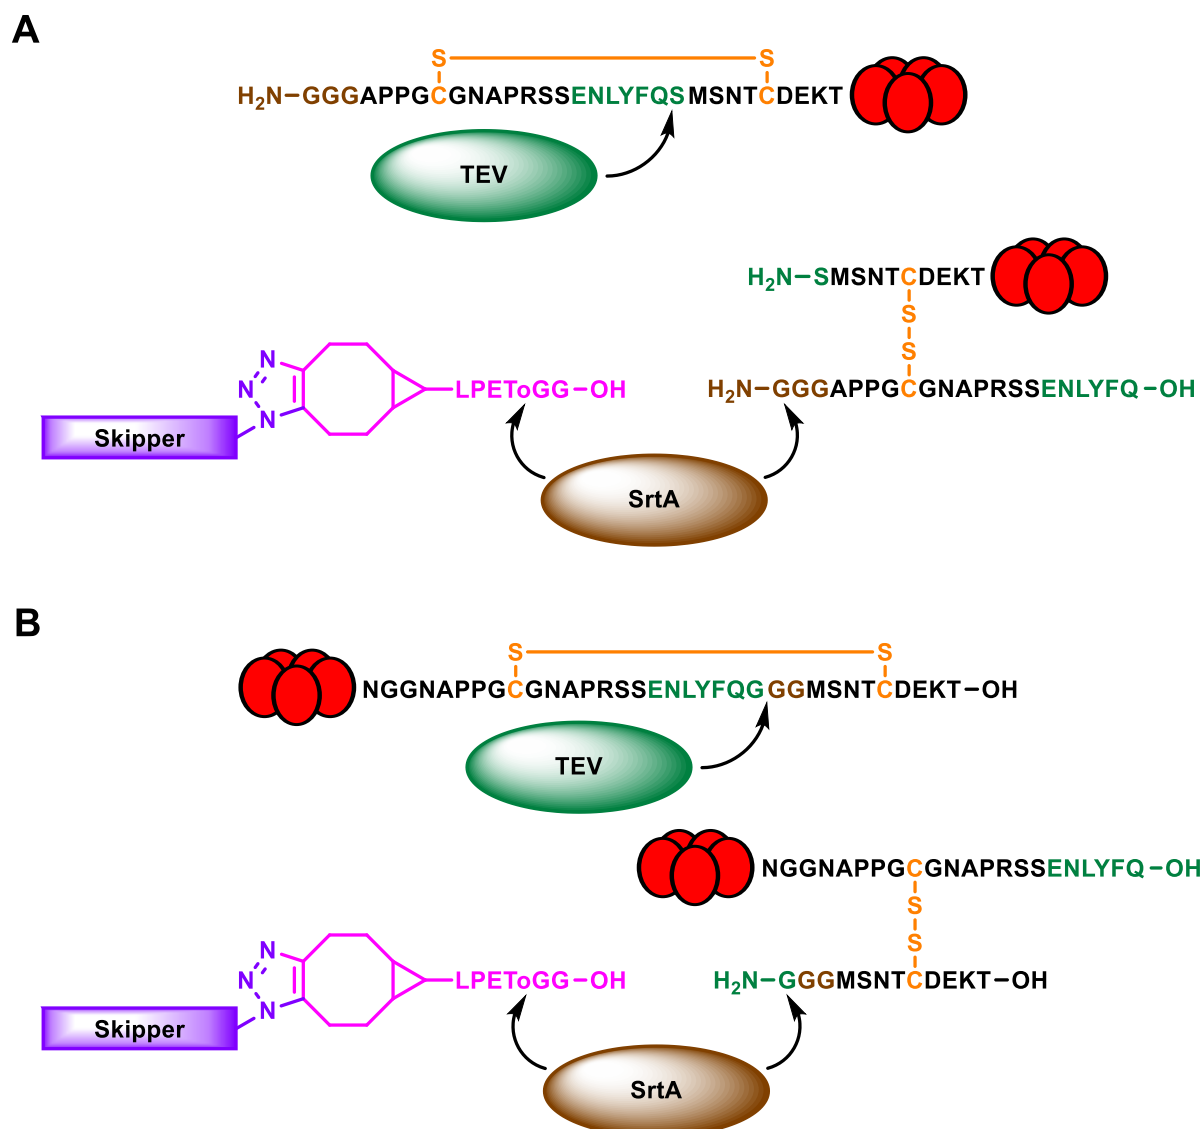 A
S S
H2N-GGGAPPGCGNAPRSSENLYFQSMSNTCDEKT
TEV
H2N-SMSNTCDEKT
S
S
N
N
N
LPEToGG-OH
H2N-GGGAPPGCGNAPRSSENLYFQ-OH
Skipper
SrtA
B
S S
NGGNAPPGCGNAPRSSENLYFQGGGMSNTCDEKT-OH
TEV
NGGNAPPGCGNAPRSSENLYFQ-OH
S
S
N
N
N
LPEToGG-OH
H2N-GGGMSNTCDEKT-OH
Skipper
SrtA